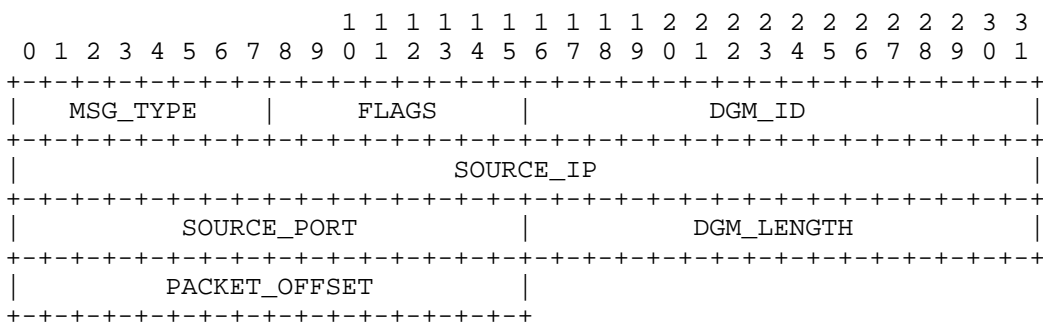 1 1 1 1 1 1 1 1 1 1 2 2 2 2 2 2 2 2 2 2 3 3
 0 1 2 3 4 5 6 7 8 9 0 1 2 3 4 5 6 7 8 9 0 1 2 3 4 5 6 7 8 9 0 1
+-+-+-+-+-+-+-+-+-+-+-+-+-+-+-+-+-+-+-+-+-+-+-+-+-+-+-+-+-+-+-+-+
|   MSG_TYPE    |     FLAGS     |           DGM_ID              |
+-+-+-+-+-+-+-+-+-+-+-+-+-+-+-+-+-+-+-+-+-+-+-+-+-+-+-+-+-+-+-+-+
|                           SOURCE_IP                           |
+-+-+-+-+-+-+-+-+-+-+-+-+-+-+-+-+-+-+-+-+-+-+-+-+-+-+-+-+-+-+-+-+
|          SOURCE_PORT          |          DGM_LENGTH           |
+-+-+-+-+-+-+-+-+-+-+-+-+-+-+-+-+-+-+-+-+-+-+-+-+-+-+-+-+-+-+-+-+
|         PACKET_OFFSET         |
+-+-+-+-+-+-+-+-+-+-+-+-+-+-+-+-+